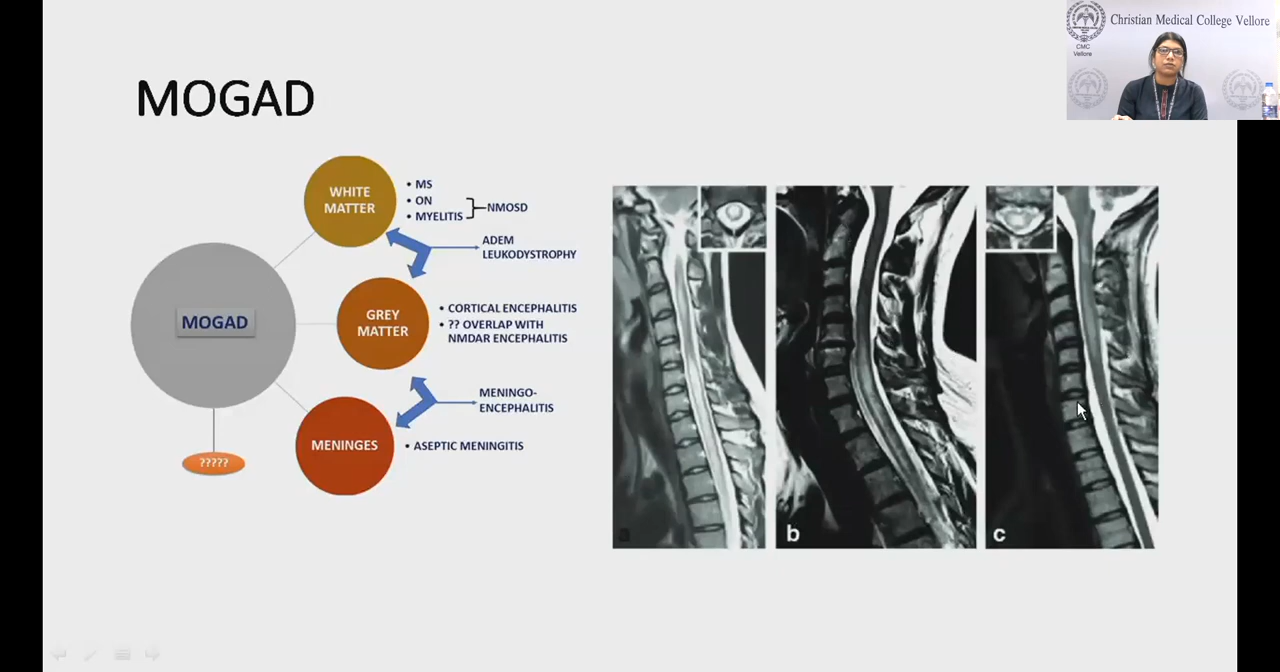 Christian Medical College Vellore
CMC
Vellore
MOGAD
WHITE
MATTER
• MS
• ON
• MYELITIS
NMOSD
ADEM
LEUKODYSTROPHY
MOGAD
GREY
MATTER
• CORTICAL ENCEPHALITIS
• ?? OVERLAP WITH
NMDAR ENCEPHALITIS
MENINGO-
ENCEPHALITIS
MENINGES
• ASEPTIC MENINGITIS
?????
a
b
c